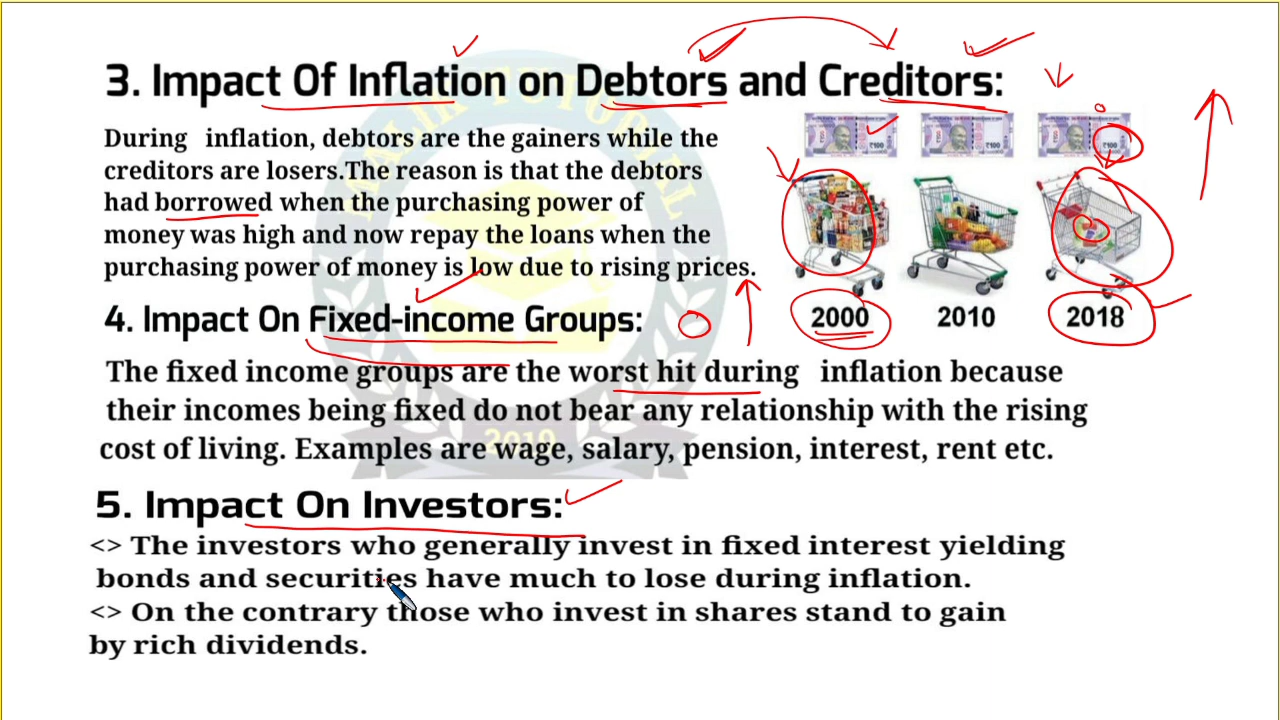 3. Impact Of Inflation on Debtors and Creditors:
During inflation, debtors are the gainers while the
creditors are losers.The reason is that the debtors
had borrowed when the purchasing power of
money was high and now repay the loans when the
purchasing power of money is low due to rising prices.
₹100
₹100
₹100
2000
2010
2018
4. Impact On Fixed-income Groups:
The fixed income groups are the worst hit during inflation because
their incomes being fixed do not bear any relationship with the rising
cost of living. Examples are wage, salary, pension, interest, rent etc.
2019
5. Impact On Investors:
<> The investors who generally invest in fixed interest yielding
bonds and securities have much to lose during inflation.
<> On the contrary those who invest in shares stand to gain
by rich dividends.